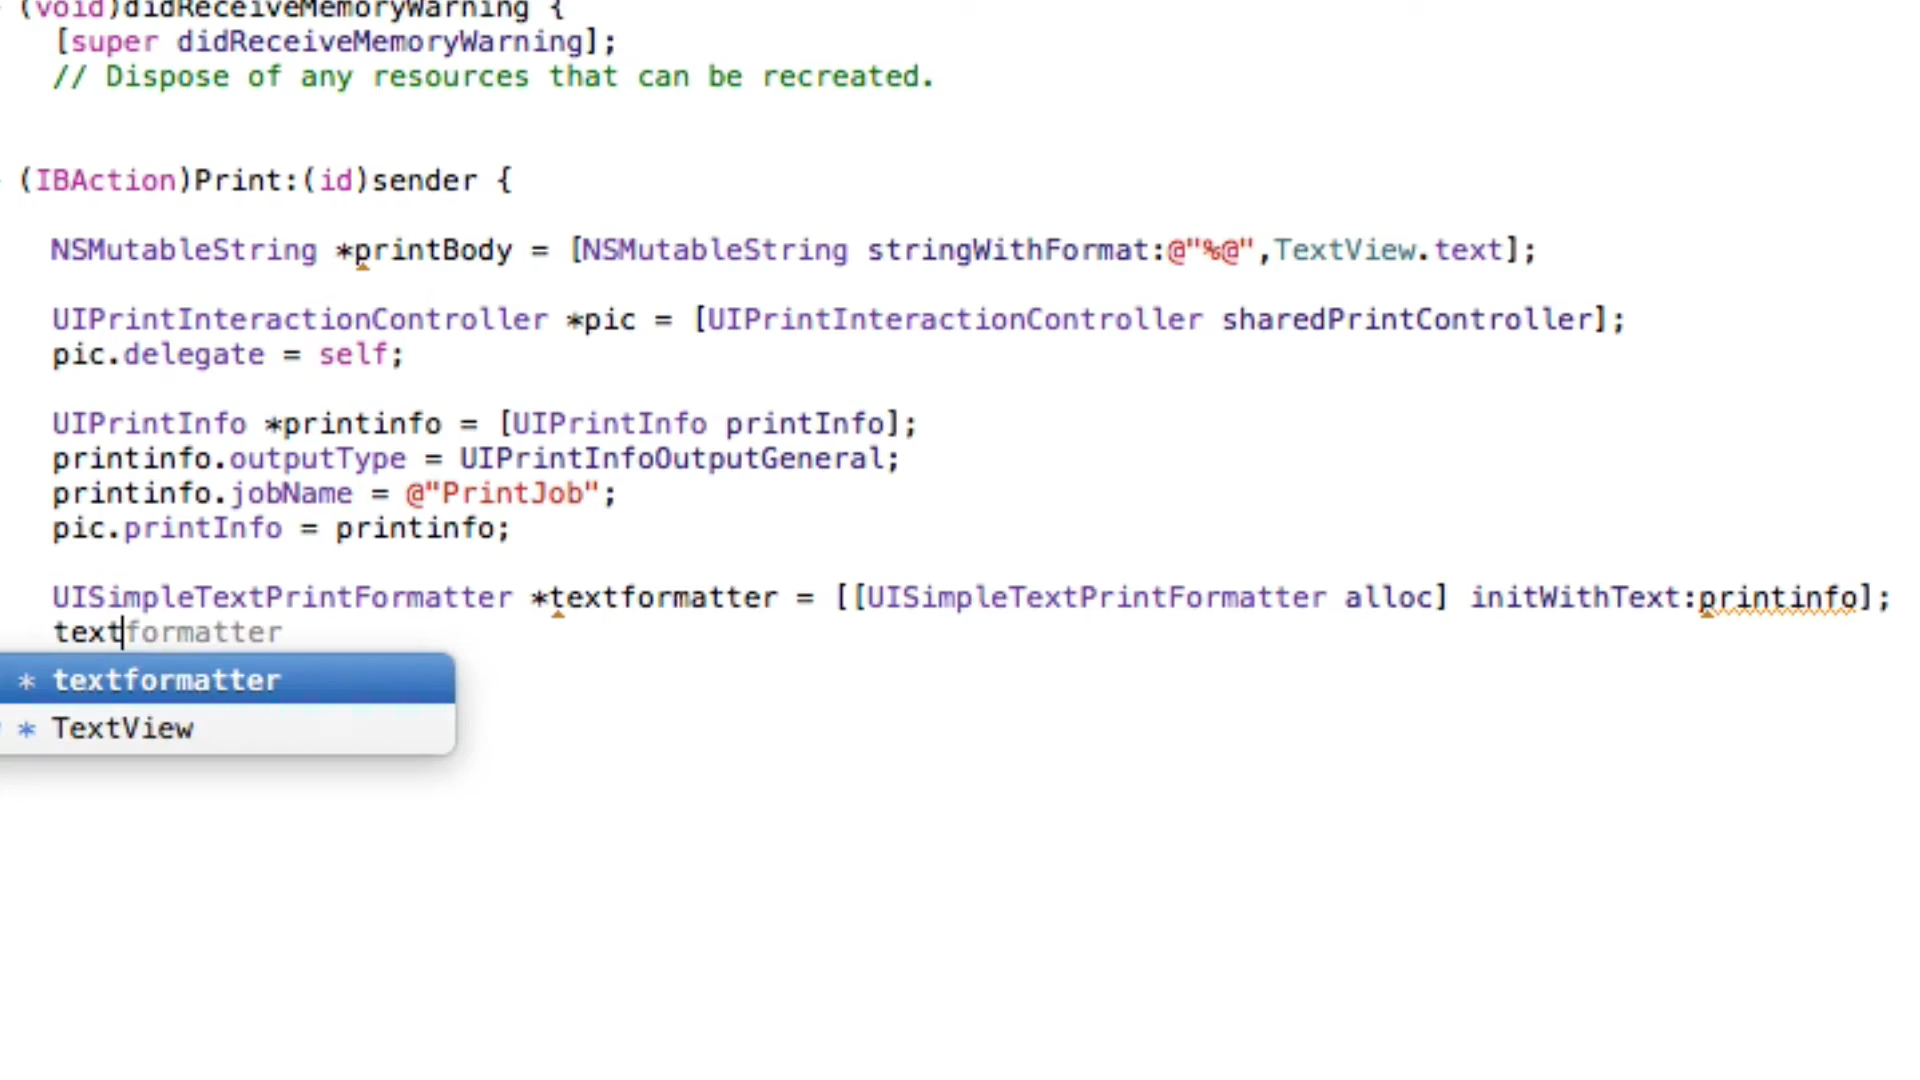 (void)didReceiveMemoryWarning {
[super didReceiveMemoryWarning];
// Dispose of any resources that can be recreated.
(IBAction)Print:(id)sender {
NSMutableString *printBody = [NSMutableString stringWithFormat:@"%@",TextView.text];
UIPrintInteractionController *pic = [UIPrintInteractionController sharedPrintController];
pic.delegate = self;
UIPrintInfo *printinfo = [UIPrintInfo printInfo];
printinfo.outputType = UIPrintInfoOutputGeneral;
printinfo.jobName = @"PrintJob";
pic.printInfo = printinfo;
UISimpleTextPrintFormatter *textformatter = [[UISimpleTextPrintFormatter alloc] initWithText:printinfo];
textformatter
* textformatter
* TextView